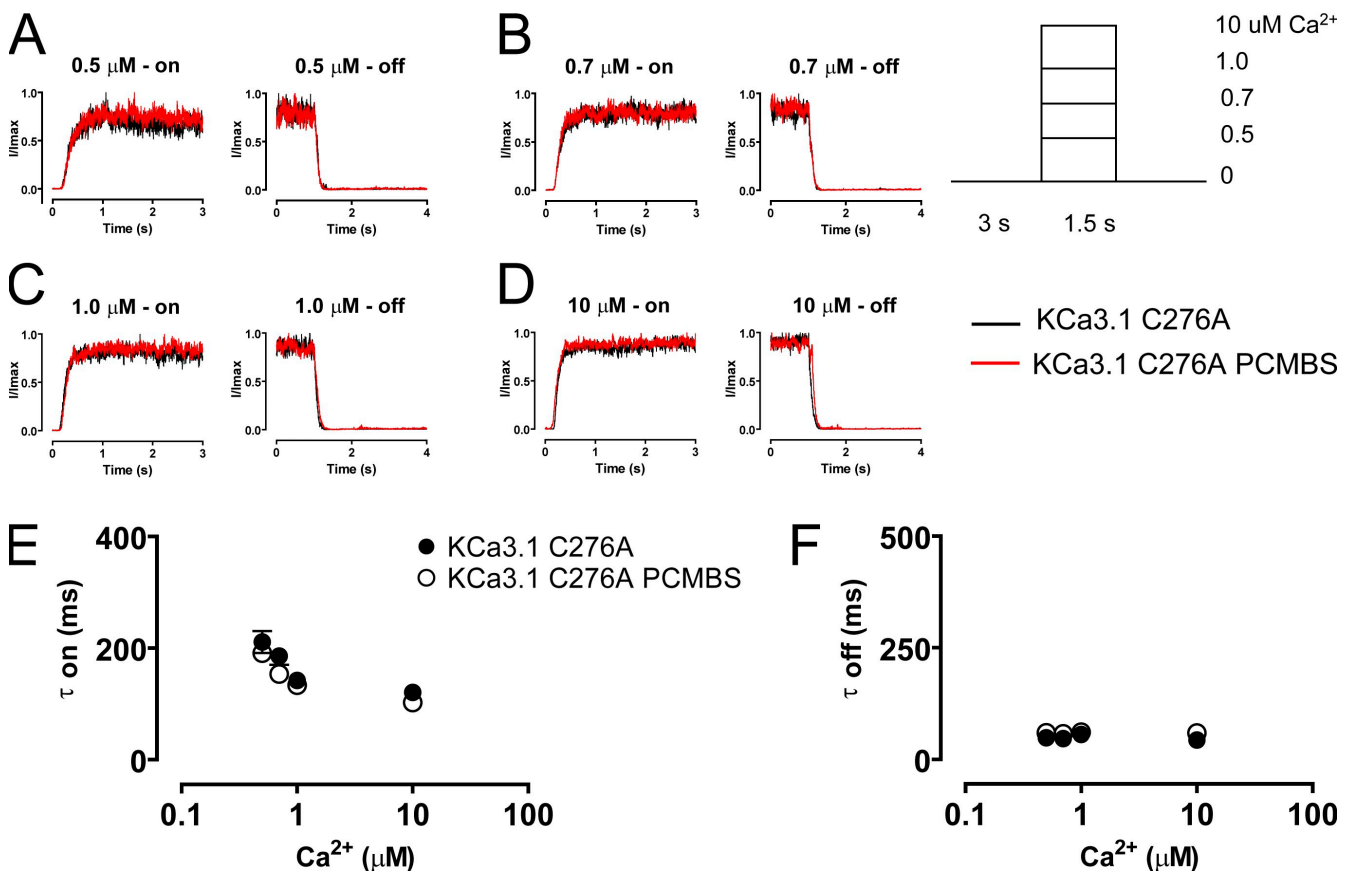 A
0.5 μM - on
0.5 μM - off
I/Imax
1.0
0.5
0.0
0 1 2 3
Time (s)
I/Imax
1.0
0.5
0.0
0 2 4
Time (s)
B
0.7 μM - on
0.7 μM - off
I/Imax
1.0
0.5
0.0
0 1 2 3
Time (s)
I/Imax
1.0
0.5
0.0
0 2 4
Time (s)
10 uM Ca²⁺
1.0
0.7
0.5
0
3 s 1.5 s
C
1.0 μM - on
1.0 μM - off
I/Imax
1.0
0.5
0.0
0 1 2 3
Time (s)
I/Imax
1.0
0.5
0.0
0 2 4
Time (s)
D
10 μM - on
10 μM - off
I/Imax
1.0
0.5
0.0
0 1 2 3
Time (s)
I/Imax
1.0
0.5
0.0
0 2 4
Time (s)
KCa3.1 C276A
KCa3.1 C276A PCMBS
E
τ on (ms)
400
200
0
KCa3.1 C276A
KCa3.1 C276A PCMBS
0.1 1 10 100
Ca²⁺ (μM)
F
τ off (ms)
500
250
0
0.1 1 10 100
Ca²⁺ (μM)